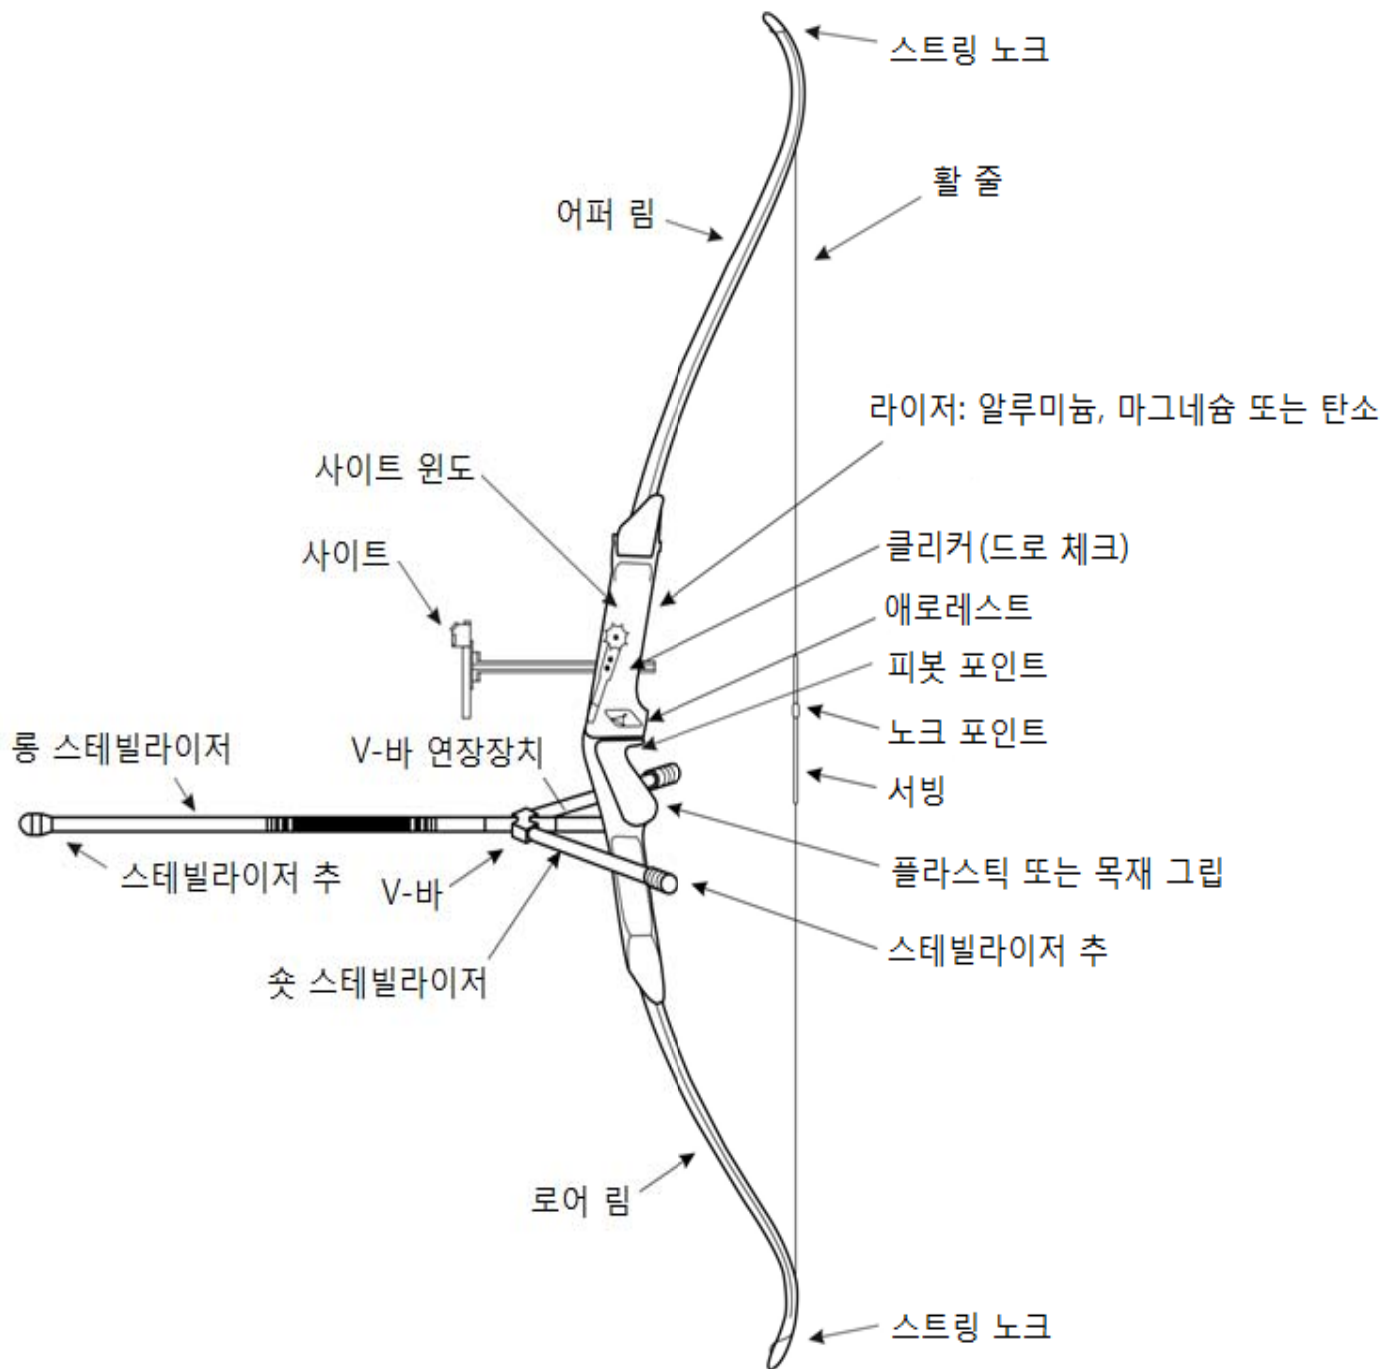 스트링 노크
활 줄
어퍼 림
라이저: 알루미늄, 마그네슘 또는 탄소
사이트 윈도
클리커(드로 체크)
사이트
애로레스트
피봇 포인트
노크 포인트
롱 스테빌라이저
V-바 연장장치
서빙
스테빌라이저 추
V-바
플라스틱 또는 목재 그립
스테빌라이저 추
숏 스테빌라이저
로어 림
스트링 노크